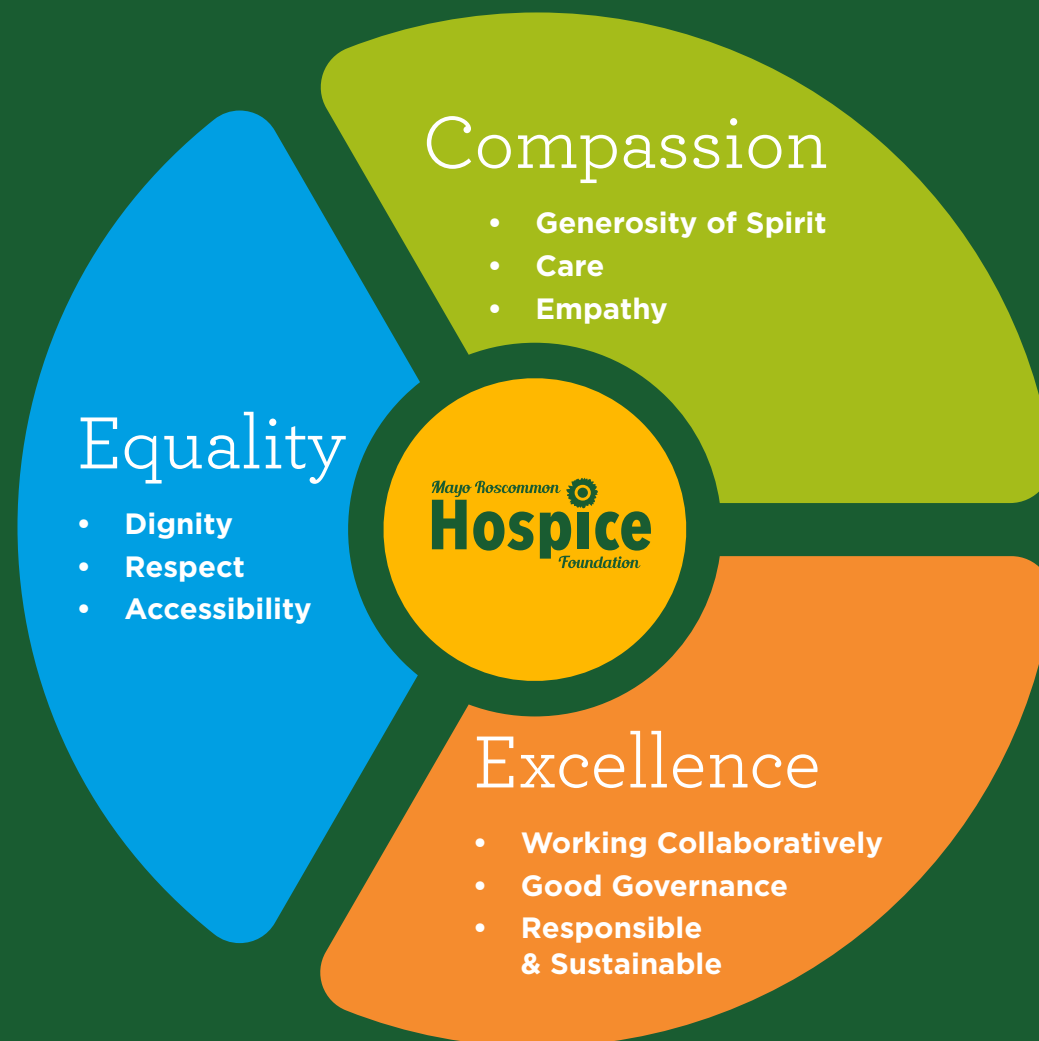 Compassion
• Generosity of Spirit
• Care
• Empathy
Equality
• Dignity
• Respect
• Accessibility
Mayo Roscommon
Hospice
Foundation
Excellence
• Working Collaboratively
• Good Governance
• Responsible
& Sustainable